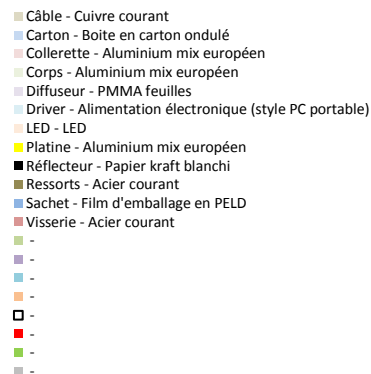 Câble - Cuivre courant
Carton - Boite en carton ondulé
Collerette - Aluminium mix européen
Corps - Aluminium mix européen
Diffuseur - PMMA feuilles
Driver - Alimentation électronique (style PC portable)
LED - LED
Platine - Aluminium mix européen
Réflecteur - Papier kraft blanchi
Ressorts - Acier courant
Sachet - Film d'emballage en PELD
Visserie - Acier courant
-
-
-
-
-
-
-
-